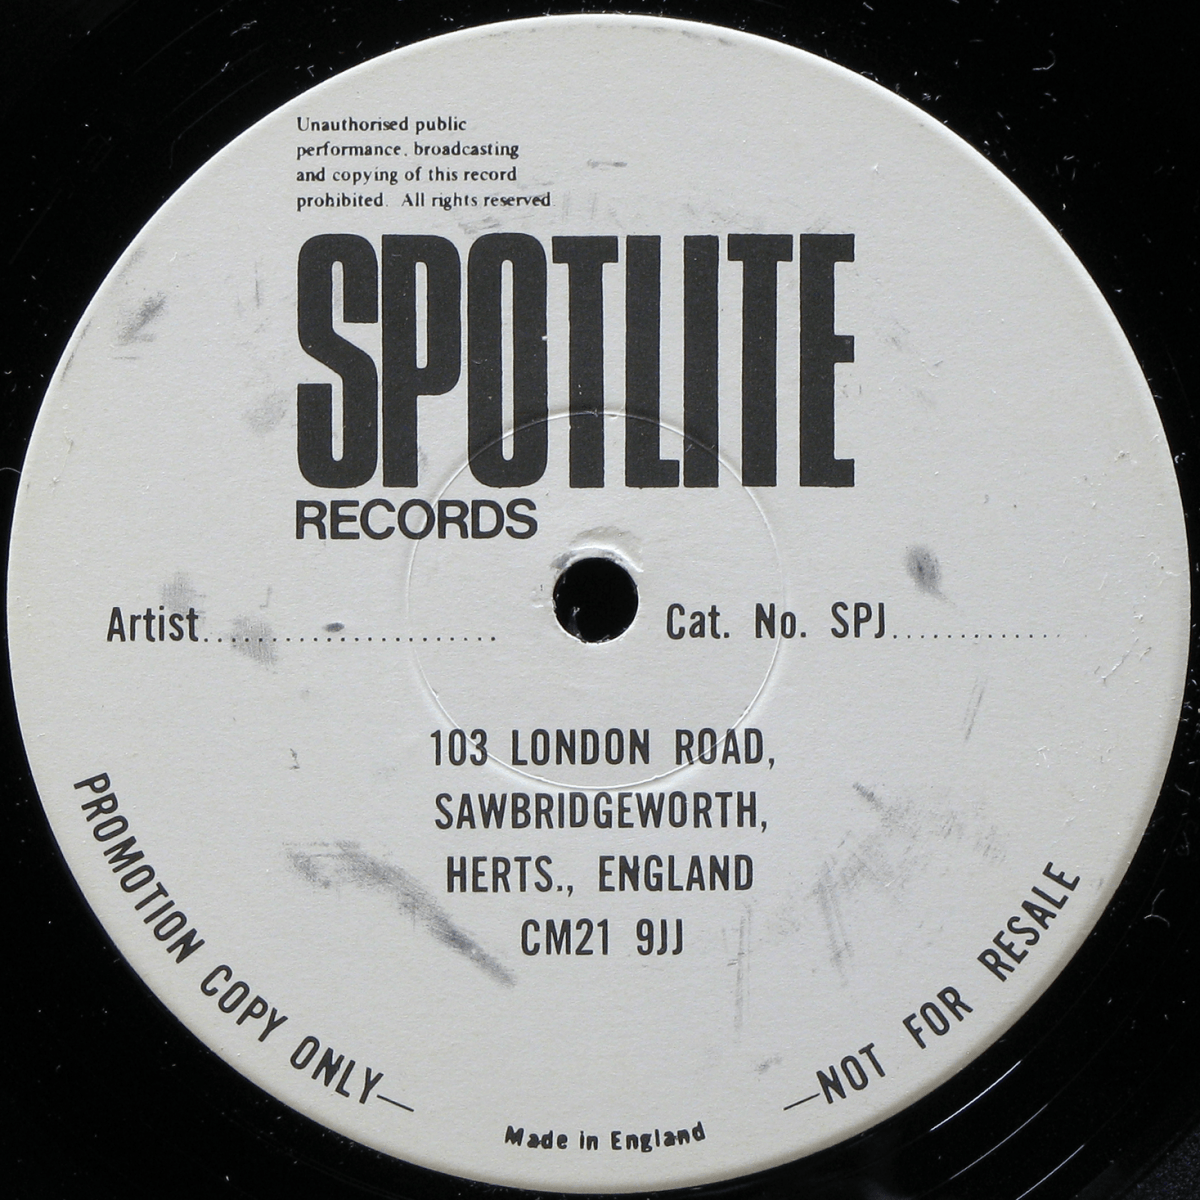 Unauthorised public
performance, broadcasting
and copying of this record
prohibited. All rights reserved
SPOTLITE
RECORDS
Artist........................ Cat. No. SPJ..................
103 LONDON ROAD,
SAWBRIDGEWORTH,
HERTS., ENGLAND
CM21 9JJ
PROMOTION COPY ONLY—
—NOT FOR RESALE
Made in England